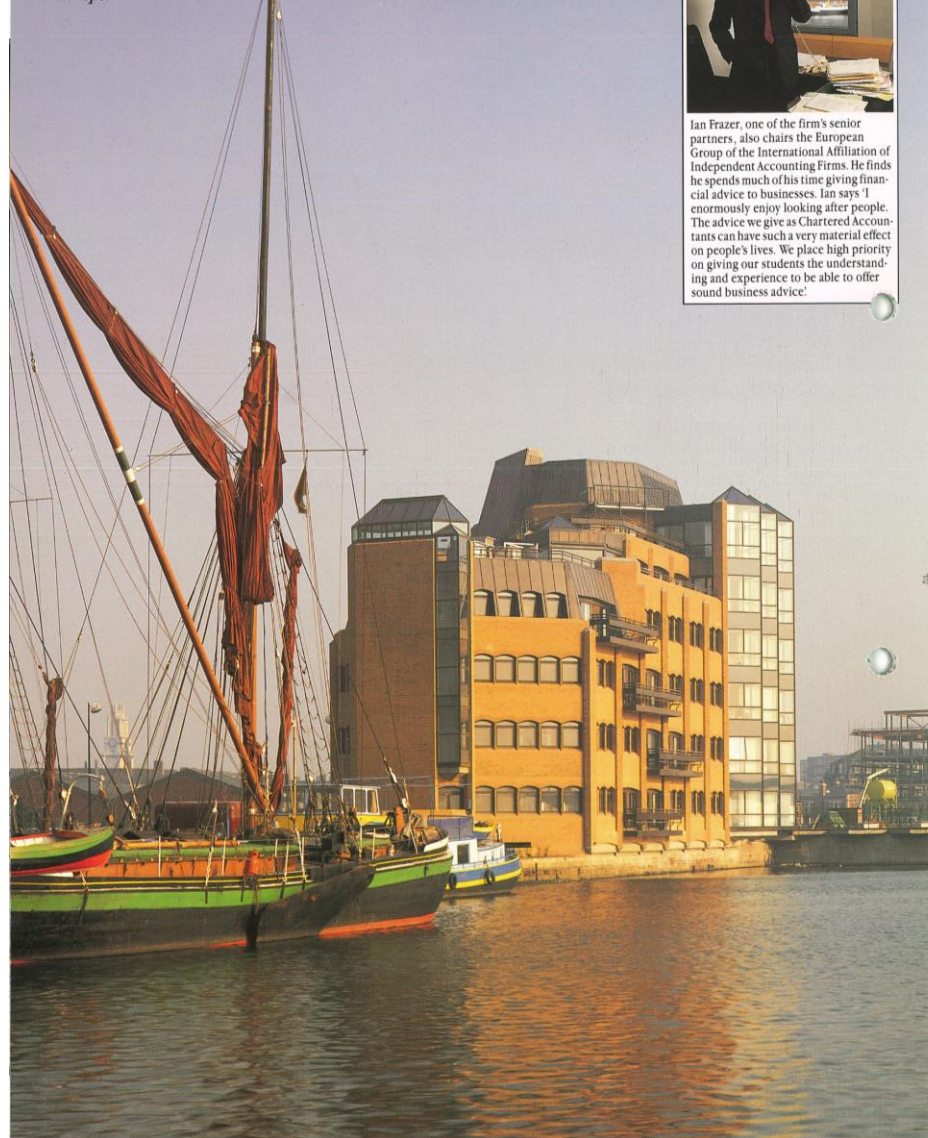 Ian Frazer, one of the firm's senior
partners, also chairs the European
Group of the International Affiliation of
Independent Accounting Firms. He finds
he spends much of his time giving finan-
cial advice to businesses. Ian says 'I
enormously enjoy looking after people.
The advice we give as Chartered Accoun-
tants can have such a very material effect
on people's lives. We place high priority
on giving our students the understand-
ing and experience to be able to offer
sound business advice.'